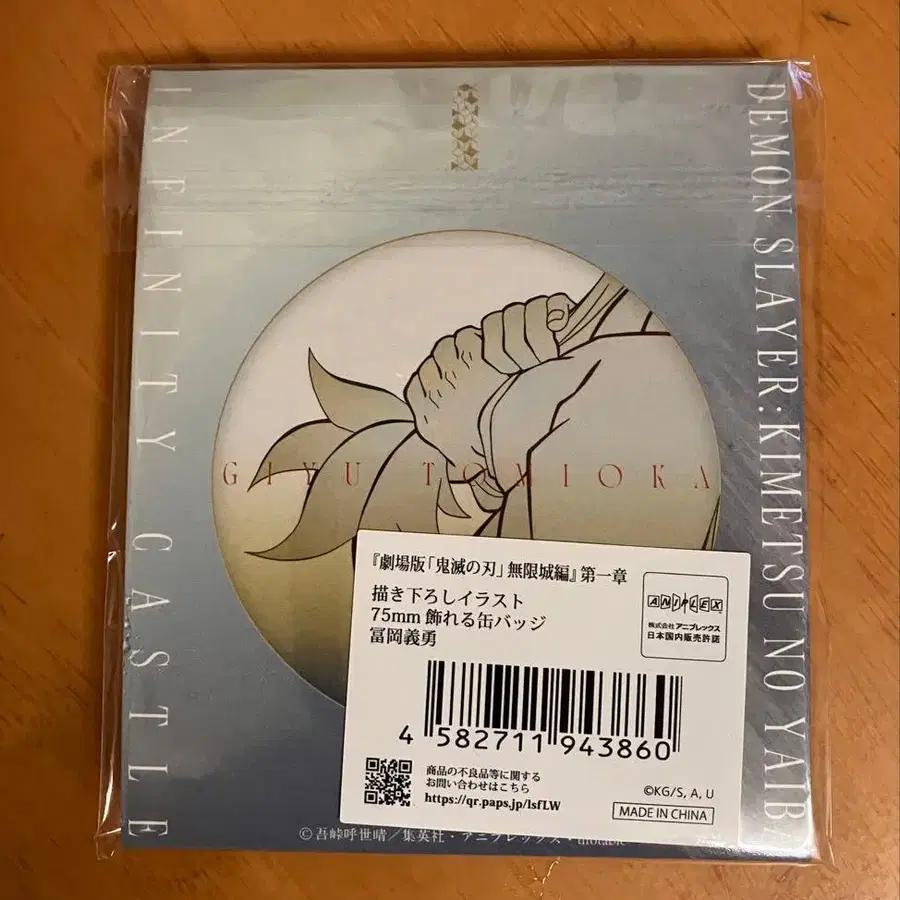 INFINITY CASTLE
DEMON SLAYER: KIMETSU NO YAIBA
GIYU TOMIOKA
『劇場版「鬼滅の刃」無限城編』第一章
描き下ろしイラスト
75mm 飾れる缶バッジ
冨岡義勇
ANIPLEX
株式会社アニプレックス
日本国内販売許諾
4 582711 943860
商品の不良品等に関する
お問い合わせはこちら
https://qr.paps.jp/lsfLW
©KG/S, A, U
MADE IN CHINA
©吾峠呼世晴／集英社・アニプレックス・ufotable